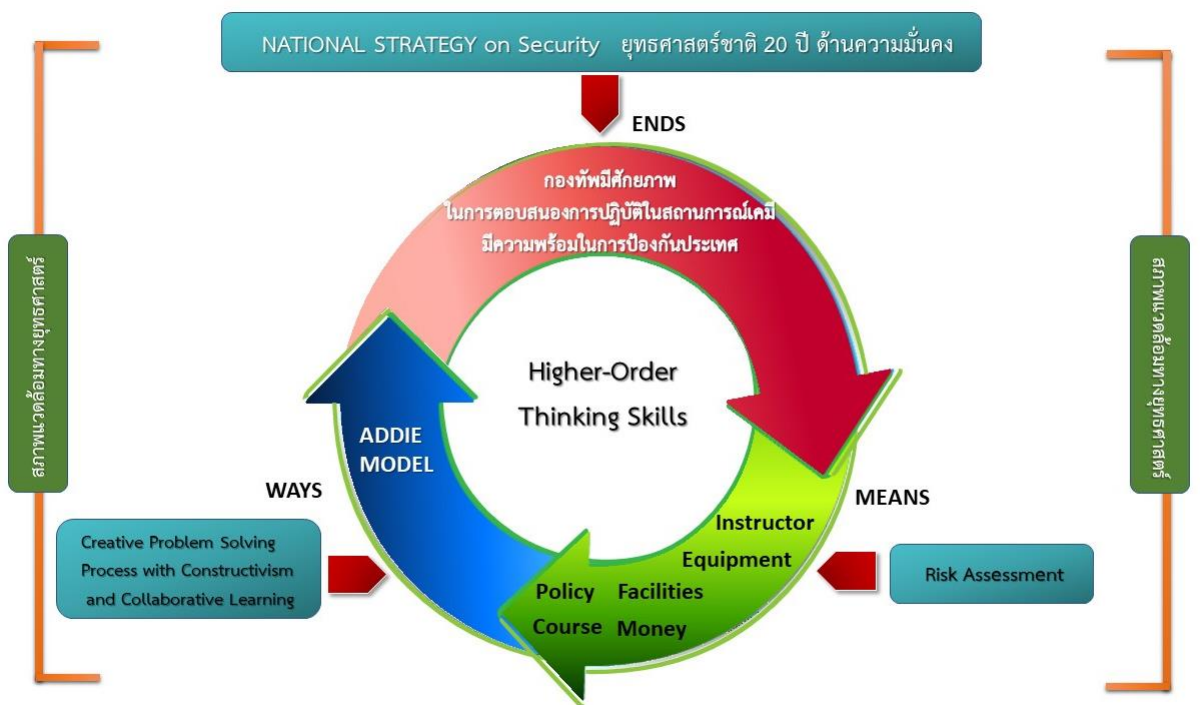 NATIONAL STRATEGY on Security ยุทธศาสตร์ชาติ 20 ปี ด้านความมั่นคง
ENDS
กองทัพมีศักยภาพ
ในการตอบสนองการปฏิบัติในสถานการณ์เคมี
มีความพร้อมในการป้องกันประเทศ
สภาพแวดล้อมทางยุทธศาสตร์
สภาพแวดล้อมทางยุทธศาสตร์
Higher-Order
Thinking Skills
ADDIE
MODEL
WAYS
MEANS
Instructor
Equipment
Policy Facilities
Course Money
Creative Problem Solving
Process with Constructivism
and Collaborative Learning
Risk Assessment